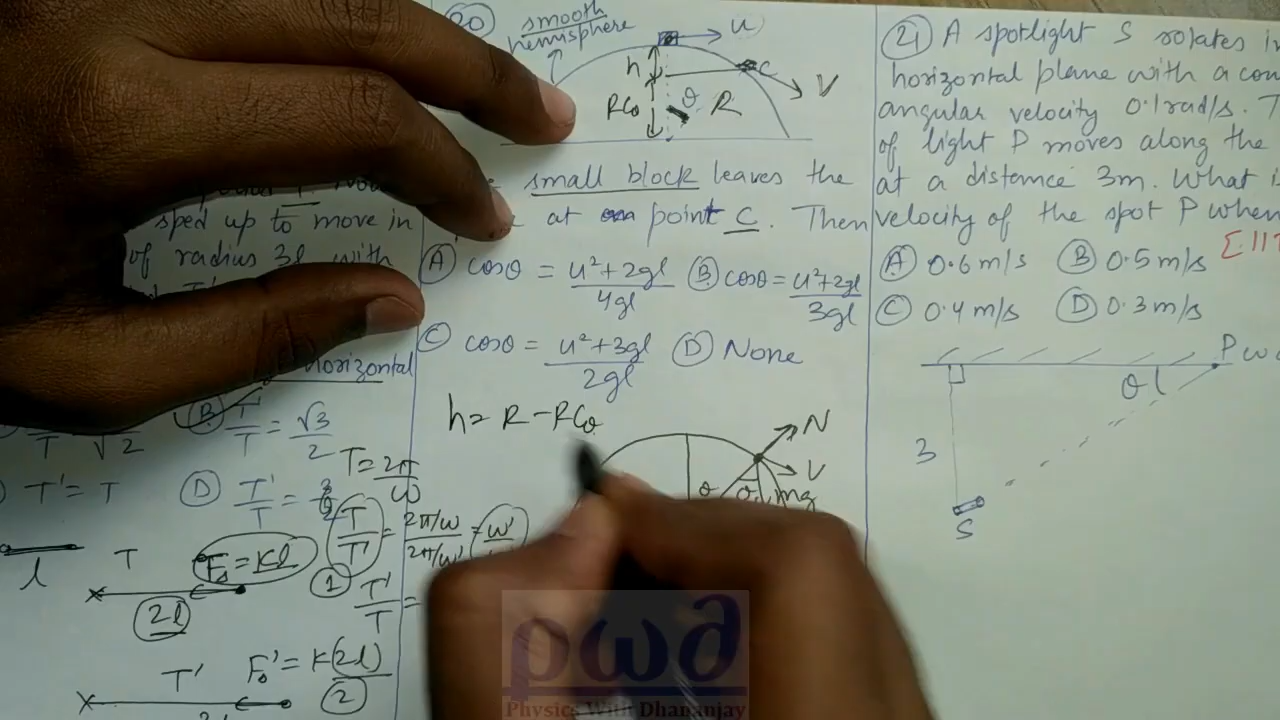 20
smooth
hemisphere
u
h
C
V
RCθ
θ
R
small block leaves the
at point C. Then
A cosθ = u²+2gl / 4gl
B cosθ = u²+2gl / 3gl
C cosθ = u²+3gl / 2gl
D None
h = R - RCθ
N
V
θ
θ
mg
sped up to move in
of radius 3l with
horizontal
B. T'/T = √3/2
T' = T
D T'/T =
T = 2π/ω
T/T' = 2π/ω / 2π/ω' = ω'
T'/T =
l
T
F₀ = Kl
1
2l
T'
F₀' = K(2l)
2
21 A spotlight S rotates in
horizontal plane with a con
angular velocity 0.1 rad/s. T
of light P moves along the
at a distance 3m. What i
velocity of the spot P when
A 0.6 m/s B 0.5 m/s
C 0.4 m/s D 0.3 m/s
P
θ
3
S
pwd
Physics With Dhananjay